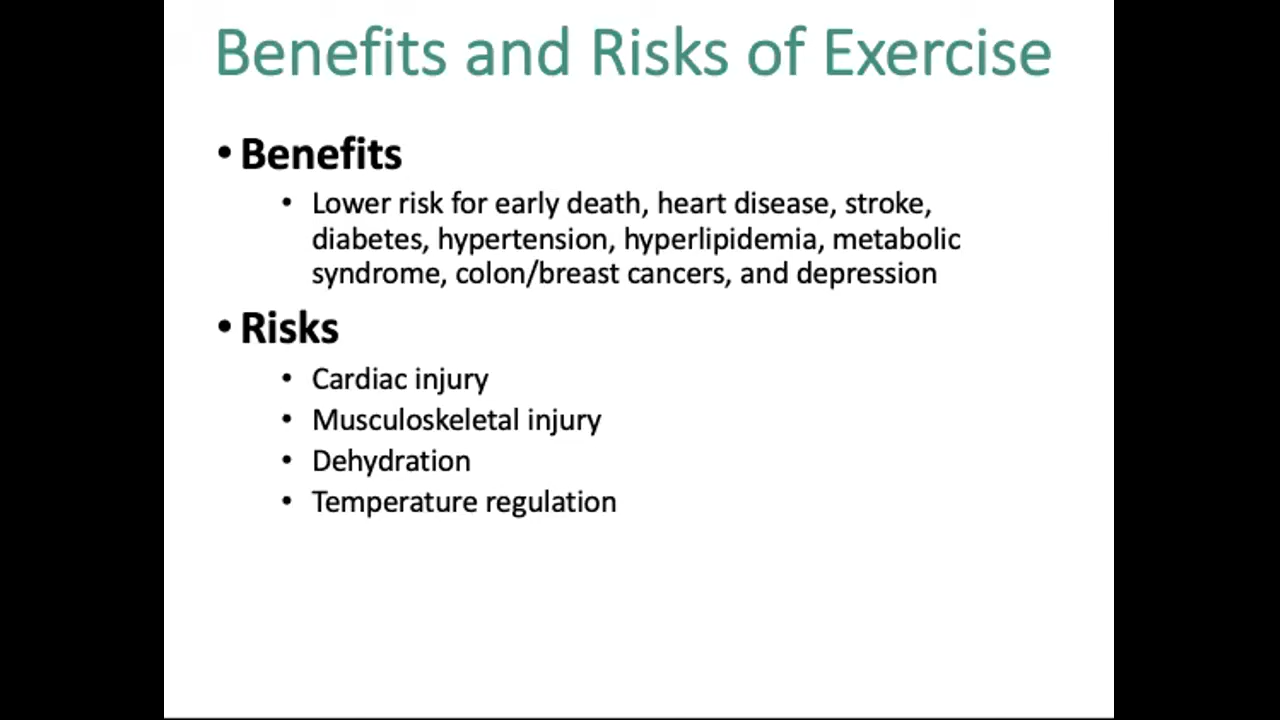 Benefits and Risks of Exercise
• Benefits
• Lower risk for early death, heart disease, stroke,
diabetes, hypertension, hyperlipidemia, metabolic
syndrome, colon/breast cancers, and depression
• Risks
• Cardiac injury
• Musculoskeletal injury
• Dehydration
• Temperature regulation